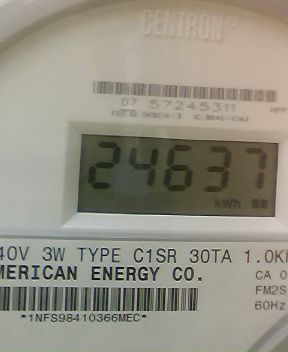 CENTRON®
07 57245311
24637
kWh
40V 3W TYPE C1SR 30TA 1.0K
MERICAN ENERGY CO.
CA 0
FM2S
60Hz
*1NFS98410366MEC*